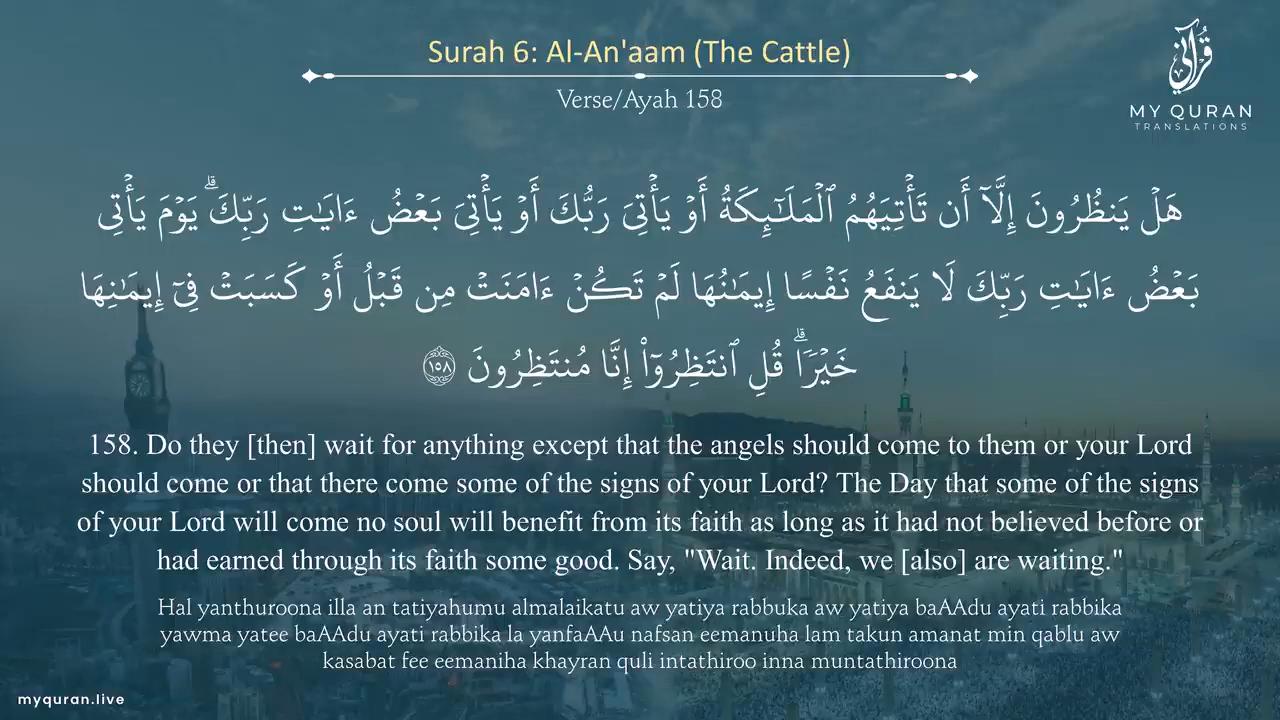 Surah 6: Al-An'aam (The Cattle)
Verse/Ayah 158
قرآني
MY QURAN
TRANSLATIONS
هَلۡ يَنظُرُونَ إِلَّآ أَن تَأۡتِيَهُمُ ٱلۡمَلَـٰٓئِكَةُ أَوۡ يَأۡتِىَ رَبُّكَ أَوۡ يَأۡتِىَ بَعۡضُ ءَايَـٰتِ رَبِّكَ‌ۗ يَوۡمَ يَأۡتِى
بَعۡضُ ءَايَـٰتِ رَبِّكَ لَا يَنفَعُ نَفۡسًا إِيمَـٰنُهَا لَمۡ تَكُنۡ ءَامَنَتۡ مِن قَبۡلُ أَوۡ كَسَبَتۡ فِىٓ إِيمَـٰنِهَا
خَيۡرً۬ا‌ۗ قُلِ ٱنتَظِرُوٓاْ إِنَّا مُنتَظِرُونَ ١٥٨
158. Do they [then] wait for anything except that the angels should come to them or your Lord
should come or that there come some of the signs of your Lord? The Day that some of the signs
of your Lord will come no soul will benefit from its faith as long as it had not believed before or
had earned through its faith some good. Say, "Wait. Indeed, we [also] are waiting."
Hal yanthuroona illa an tatiyahumu almalaikatu aw yatiya rabbuka aw yatiya baAAdu ayati rabbika
yawma yatee baAAdu ayati rabbika la yanfaAAu nafsan eemanuha lam takun amanat min qablu aw
kasabat fee eemaniha khayran quli intathiroo inna muntathiroona
myquran.live